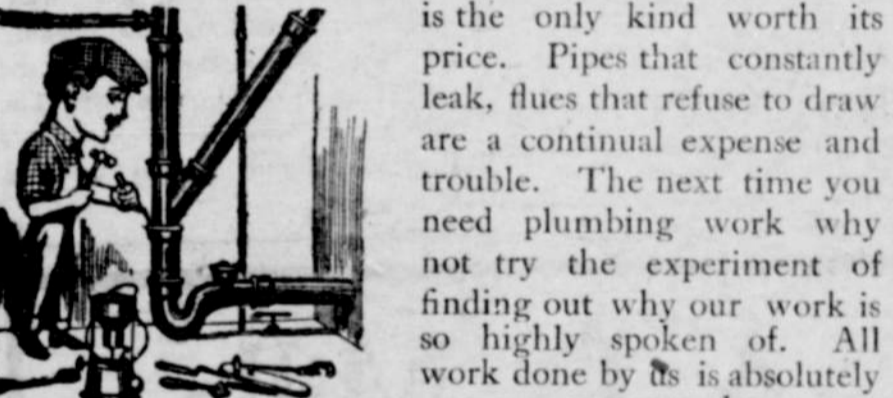 is the only kind worth its
price. Pipes that constantly
leak, flues that refuse to draw
are a continual expense and
trouble. The next time you
need plumbing work why
not try the experiment of
finding out why our work is
so highly spoken of. All
work done by us is absolutely